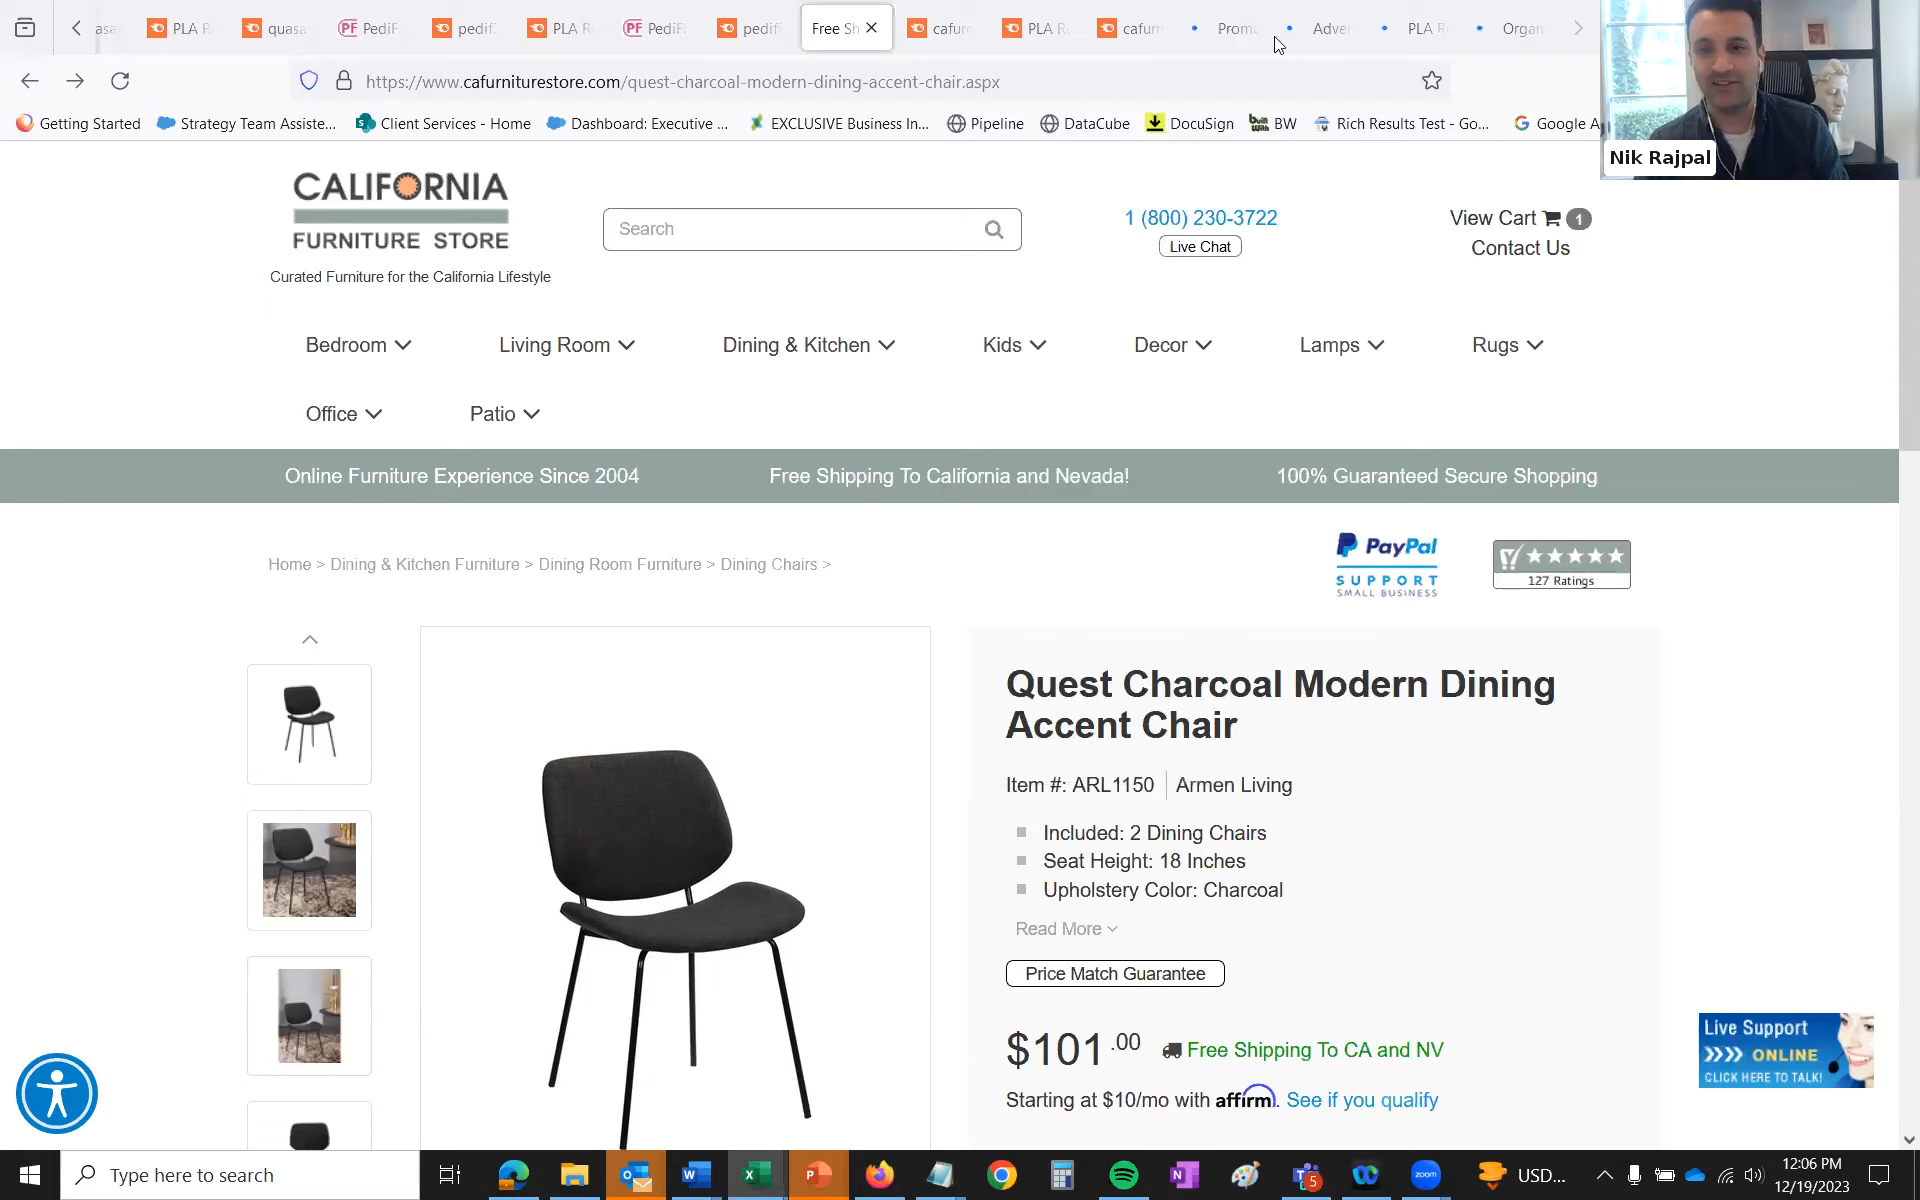 PLA R
quasa
PediF
pedif
PLA R
PediF
pedif
Free Sh
cafurn
PLA R
cafurn
Promo
Adver
PLA R
Organ
https://www.cafurniturestore.com/quest-charcoal-modern-dining-accent-chair.aspx
Getting Started
Strategy Team Assiste...
Client Services - Home
Dashboard: Executive ...
EXCLUSIVE Business In...
Pipeline
DataCube
DocuSign
BW
Rich Results Test - Go...
Google A
Nik Rajpal
CALIFORNIA
FURNITURE STORE
Curated Furniture for the California Lifestyle
Search
1 (800) 230-3722
Live Chat
View Cart 1
Contact Us
Bedroom
Living Room
Dining & Kitchen
Kids
Decor
Lamps
Rugs
Office
Patio
Online Furniture Experience Since 2004
Free Shipping To California and Nevada!
100% Guaranteed Secure Shopping
Home > Dining & Kitchen Furniture > Dining Room Furniture > Dining Chairs >
PayPal
SUPPORT
SMALL BUSINESS
127 Ratings
Quest Charcoal Modern Dining
Accent Chair
Item #: ARL1150
Armen Living
Included: 2 Dining Chairs
Seat Height: 18 Inches
Upholstery Color: Charcoal
Read More
Price Match Guarantee
$101.00
Free Shipping To CA and NV
Starting at $10/mo with affirm. See if you qualify
Live Support
ONLINE
CLICK HERE TO TALK!
Type here to search
zoom
5
USD...
12:06 PM
12/19/2023